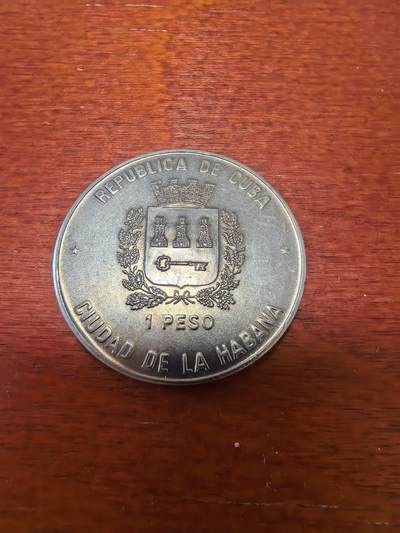 REPUBLICA DE CUBA
1 PESO
CIUDAD DE LA HABANA